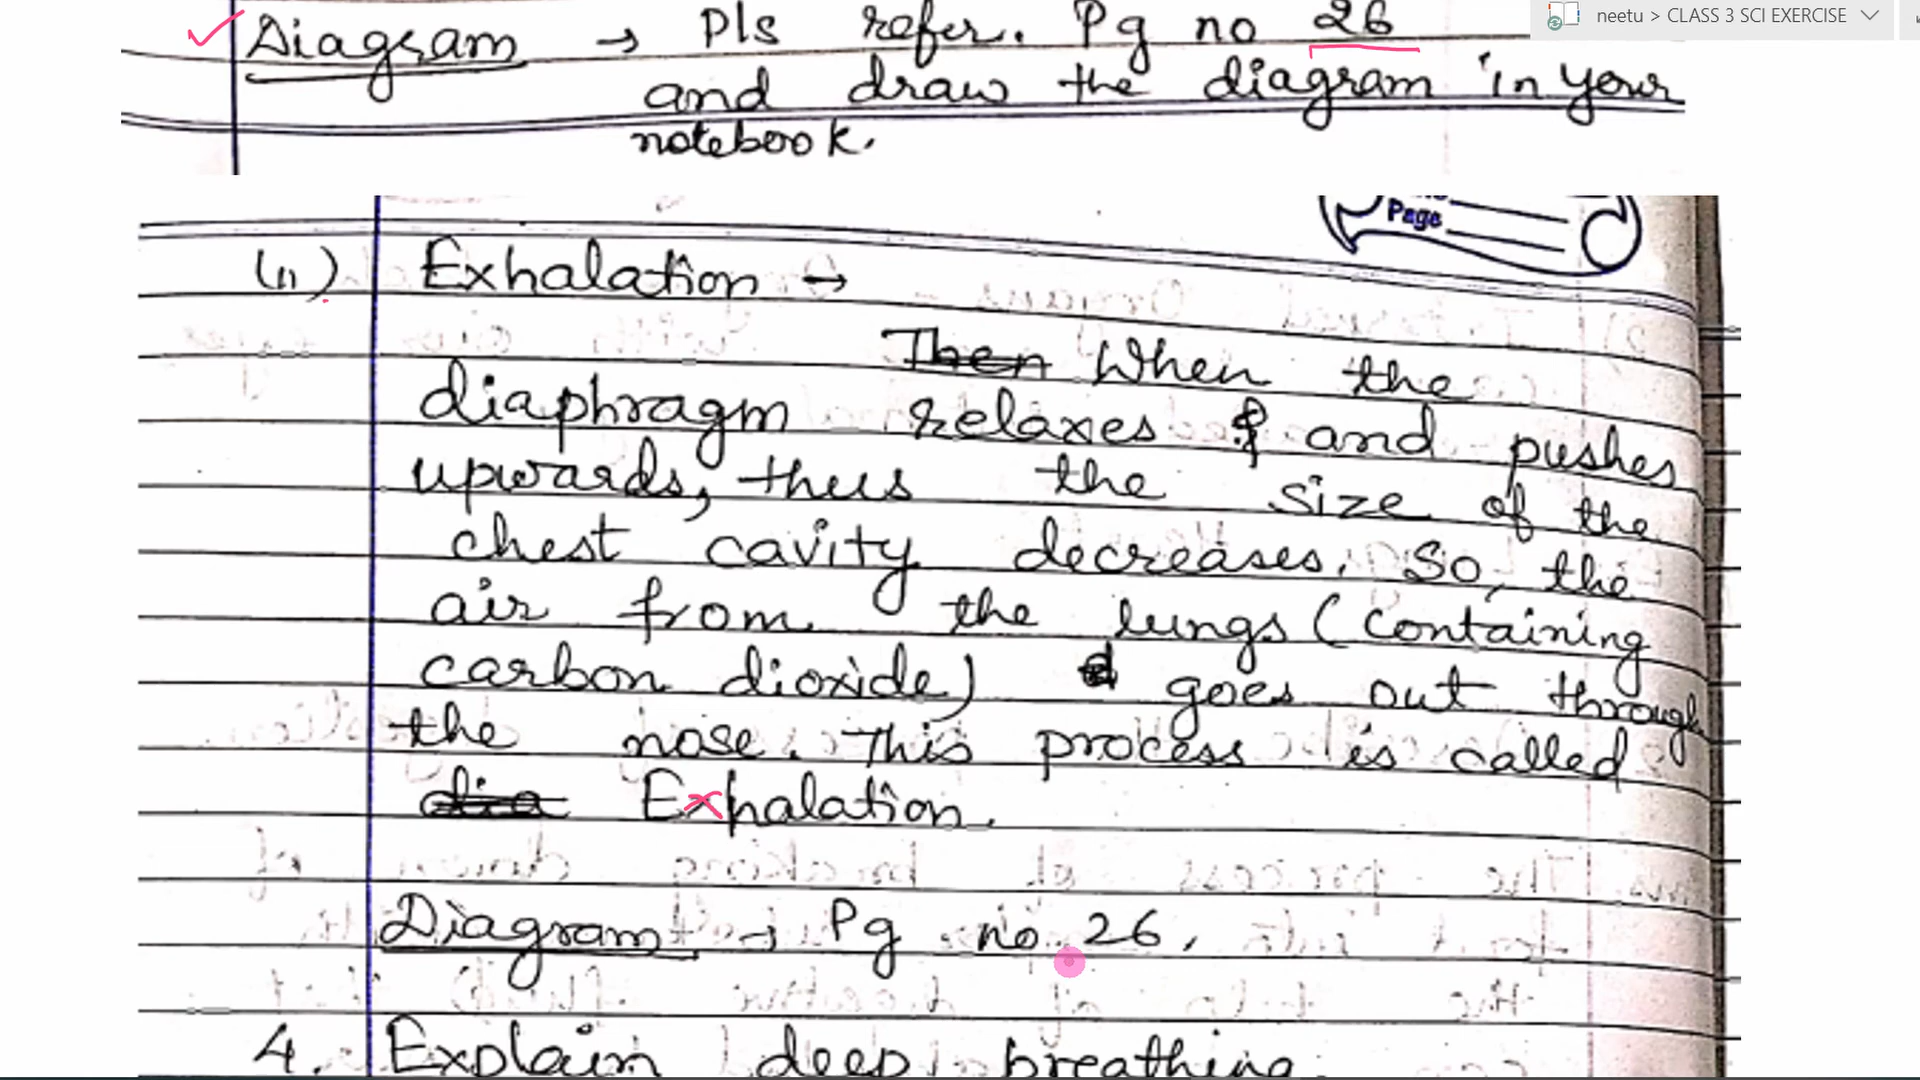 neetu > CLASS 3 SCI EXERCISE
Diagram → Pls refer. Pg no 26
and draw the diagram in your
notebook.
Page
(ii) Exhalation →
Then When the
diaphragm relaxes & and pushes
upwards, thus the size of the
chest cavity decreases. So, the
air from the lungs (containing
carbon dioxide) goes out through
the nose. This process is called
dia Exhalation.
Diagram → Pg no 26.
4. Explain deep breathing.